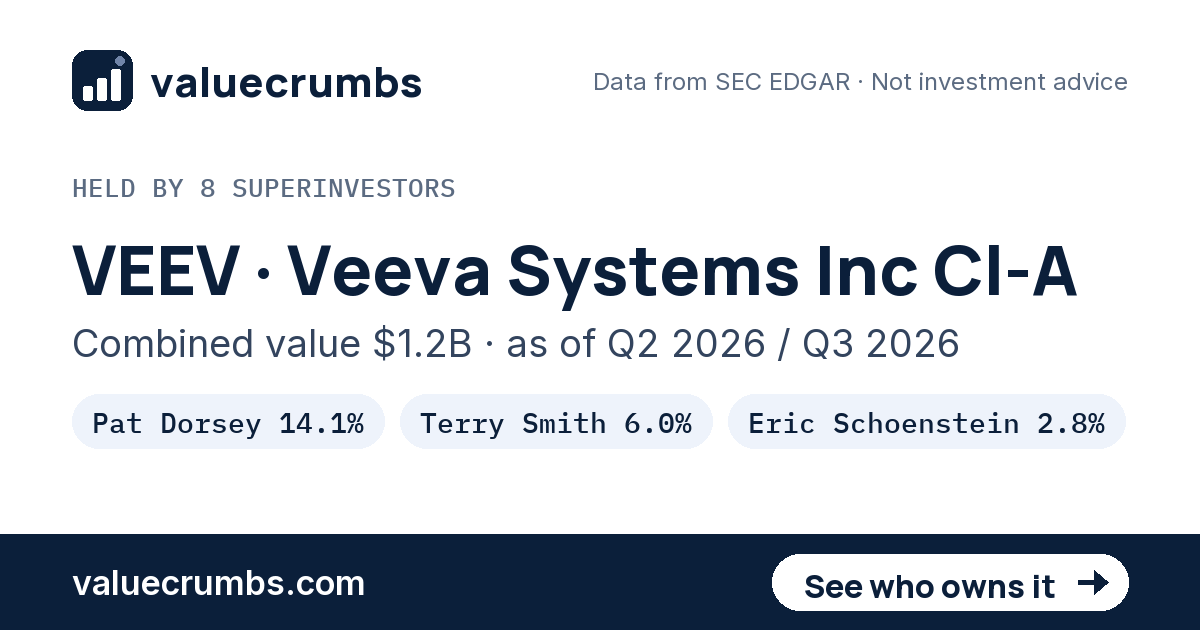 valuecrumbs
Data from SEC EDGAR · Not investment advice
HELD BY 8 SUPERINVESTORS
VEEV · Veeva Systems Inc Cl-A
Combined value $1.2B · as of Q2 2026 / Q3 2026
Pat Dorsey 14.1%
Terry Smith 6.0%
Eric Schoenstein 2.8%
valuecrumbs.com
See who owns it →